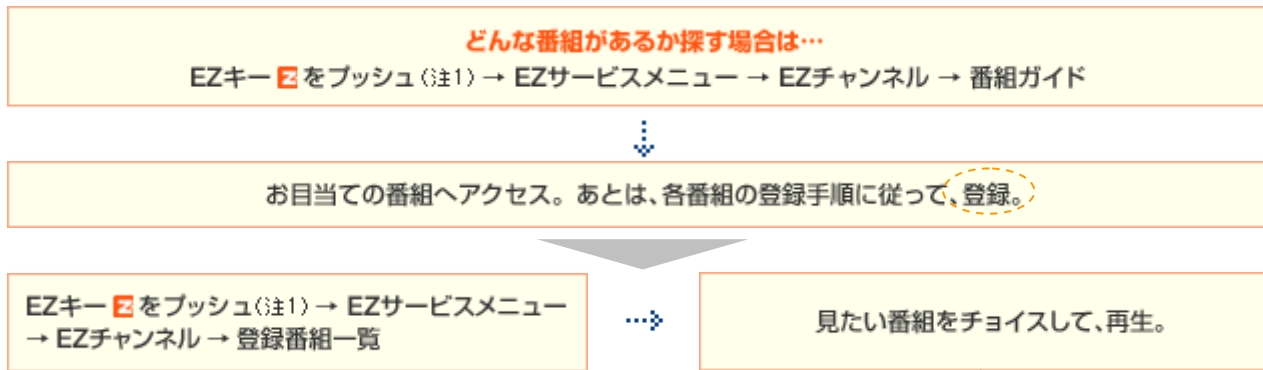 どんな番組があるか探す場合は…
EZキー EZ をプッシュ(注1) → EZサービスメニュー → EZチャンネル → 番組ガイド
お目当ての番組へアクセス。あとは、各番組の登録手順に従って、登録。
EZキー EZ をプッシュ(注1) → EZサービスメニュー
→ EZチャンネル → 登録番組一覧
見たい番組をチョイスして、再生。